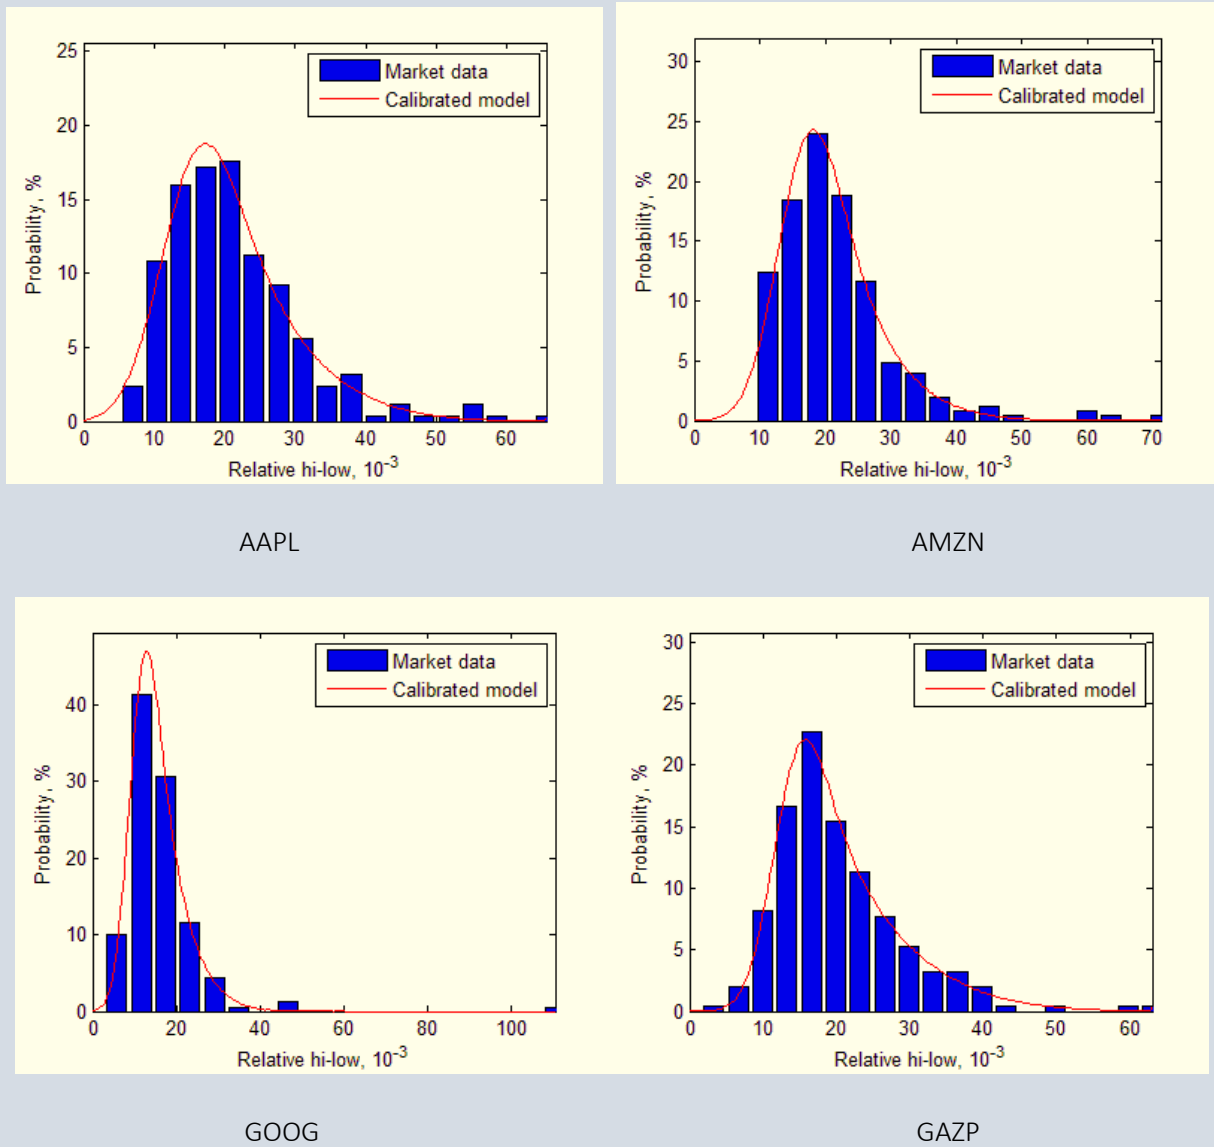 25
20
15
10
5
0
Probability, %
Market data
Calibrated model
0 10 20 30 40 50 60
Relative hi-low, 10⁻³
AAPL
30
25
20
15
10
5
0
Probability, %
Market data
Calibrated model
0 10 20 30 40 50 60 70
Relative hi-low, 10⁻³
AMZN
40
30
20
10
0
Probability, %
Market data
Calibrated model
0 20 40 60 80 100
Relative hi-low, 10⁻³
GOOG
30
25
20
15
10
5
0
Probability, %
Market data
Calibrated model
0 10 20 30 40 50 60
Relative hi-low, 10⁻³
GAZP